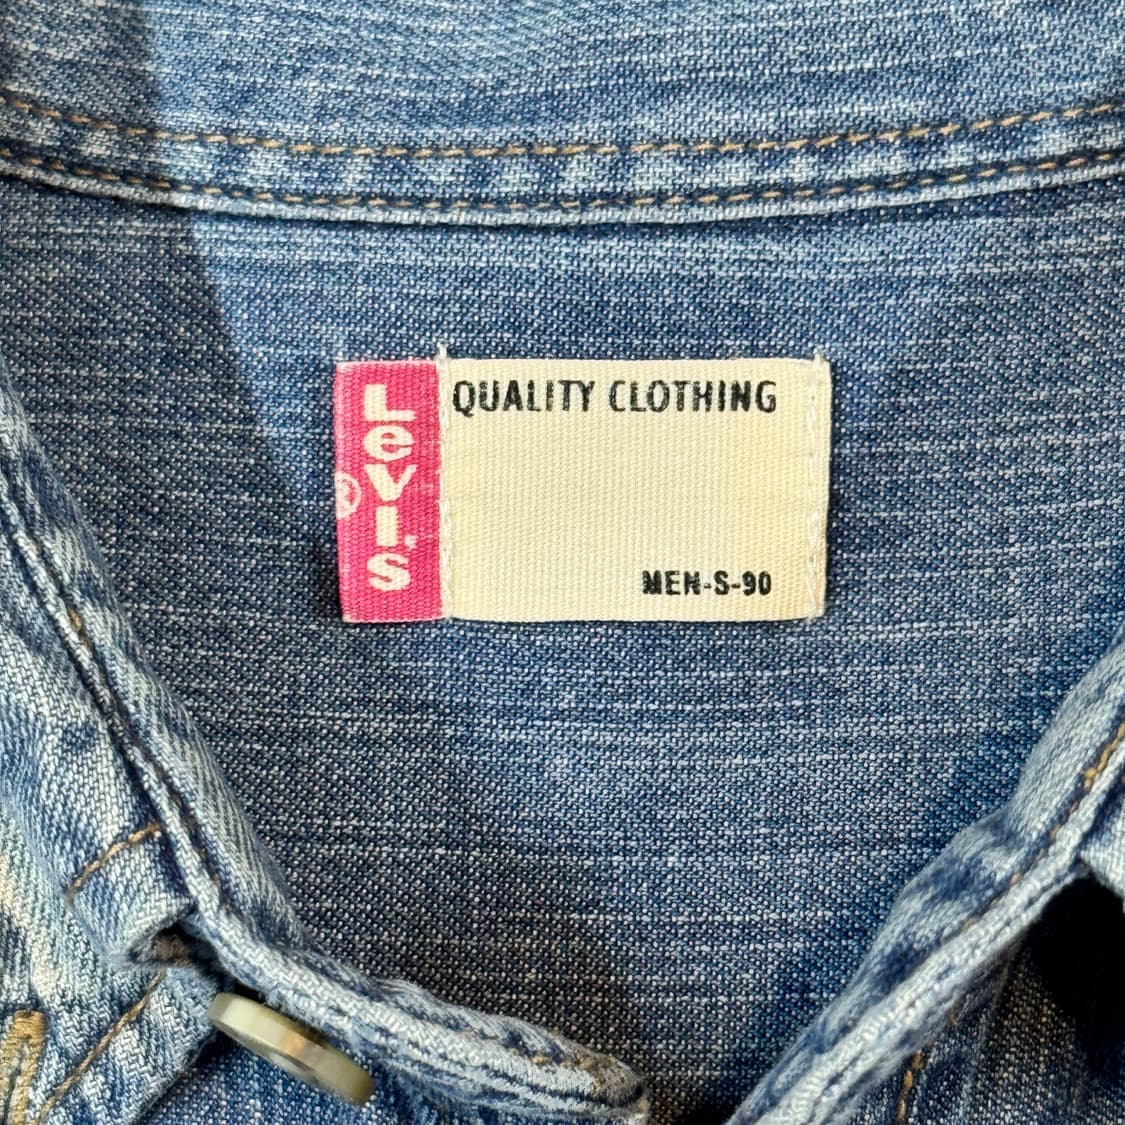 Levi's
®
QUALITY CLOTHING
MEN-S-90